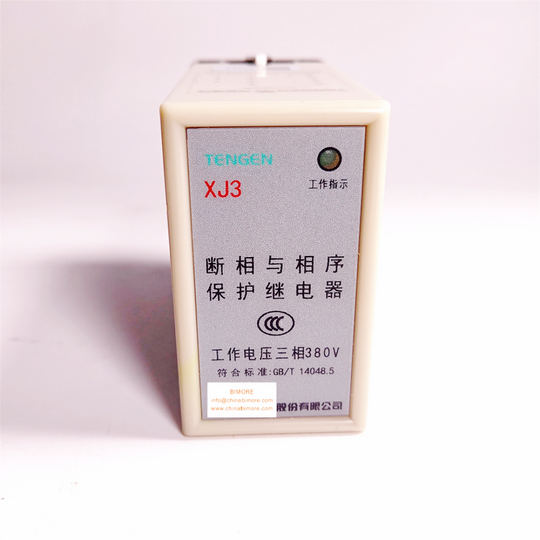 TENGEN
XJ3
工作指示
断相与相序
保护继电器
CCC
工作电压三相380V
符合标准:GB/T 14048.5
BIMORE
info@chinabimore.com
www.chinabimore.com
股份有限公司